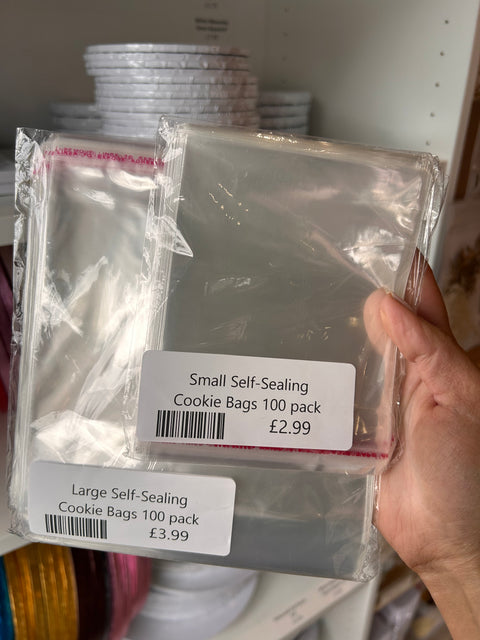 Small Self-Sealing
Cookie Bags 100 pack
£2.99
Large Self-Sealing
Cookie Bags 100 pack
£3.99